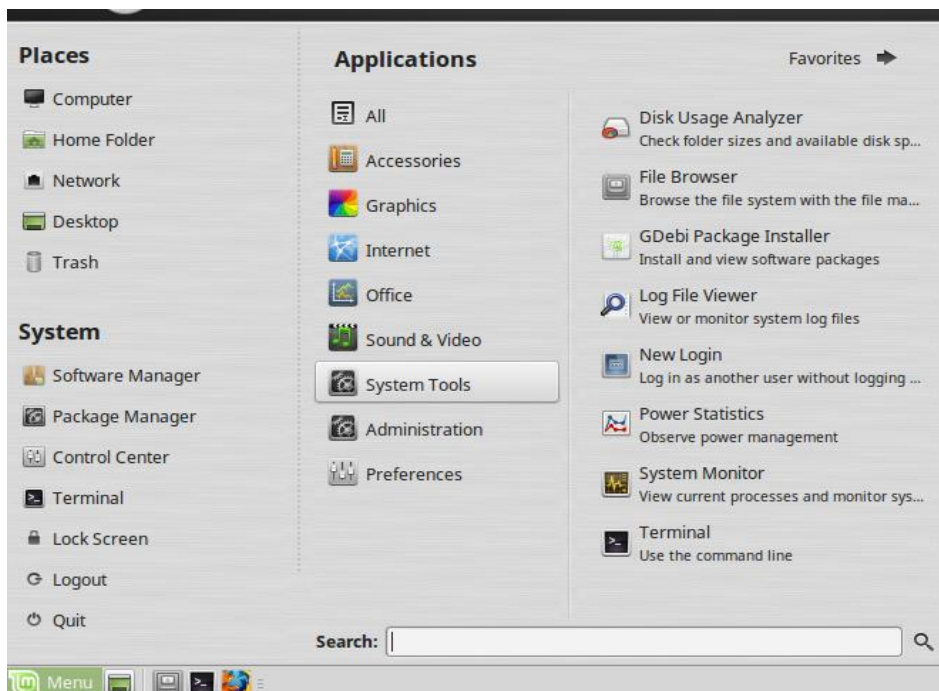 Places
Computer
Home Folder
Network
Desktop
Trash
System
Software Manager
Package Manager
Control Center
Terminal
Lock Screen
Logout
Quit
Applications
All
Accessories
Graphics
Internet
Office
Sound & Video
System Tools
Administration
Preferences
Favorites
Disk Usage Analyzer
Check folder sizes and available disk sp...
File Browser
Browse the file system with the file ma...
GDebi Package Installer
Install and view software packages
Log File Viewer
View or monitor system log files
New Login
Log in as another user without logging ...
Power Statistics
Observe power management
System Monitor
View current processes and monitor sys...
Terminal
Use the command line
Search:
Menu